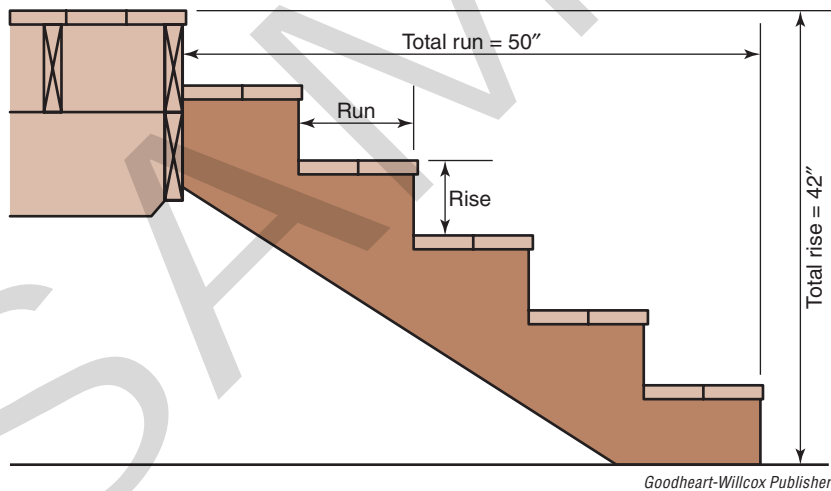 Total run = 50″
Run
Rise
Total rise = 42″
Goodheart-Willcox Publisher